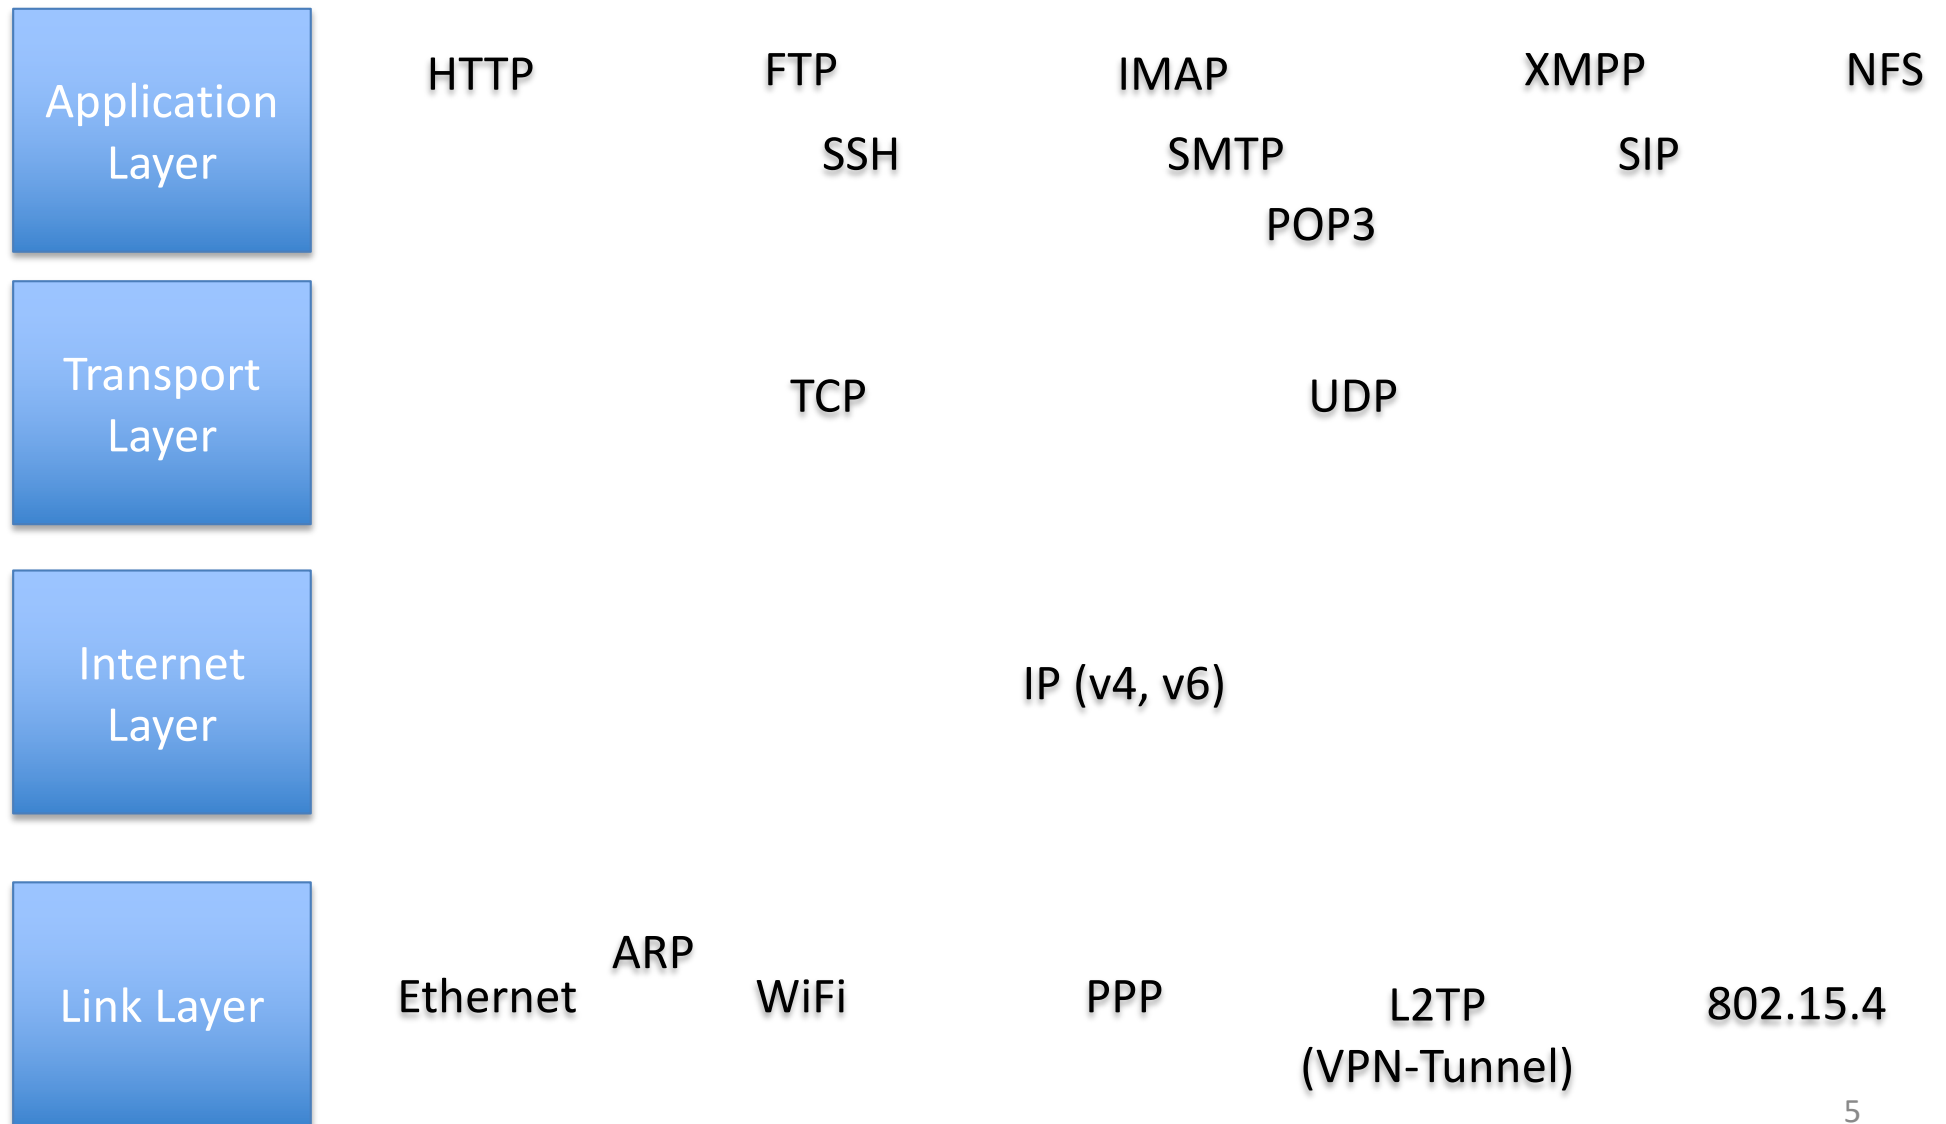 Application
Layer
HTTP
FTP
IMAP
XMPP
NFS
SSH
SMTP
SIP
POP3
Transport
Layer
TCP
UDP
Internet
Layer
IP (v4, v6)
Link Layer
ARP
Ethernet
WiFi
PPP
L2TP
(VPN-Tunnel)
802.15.4
5